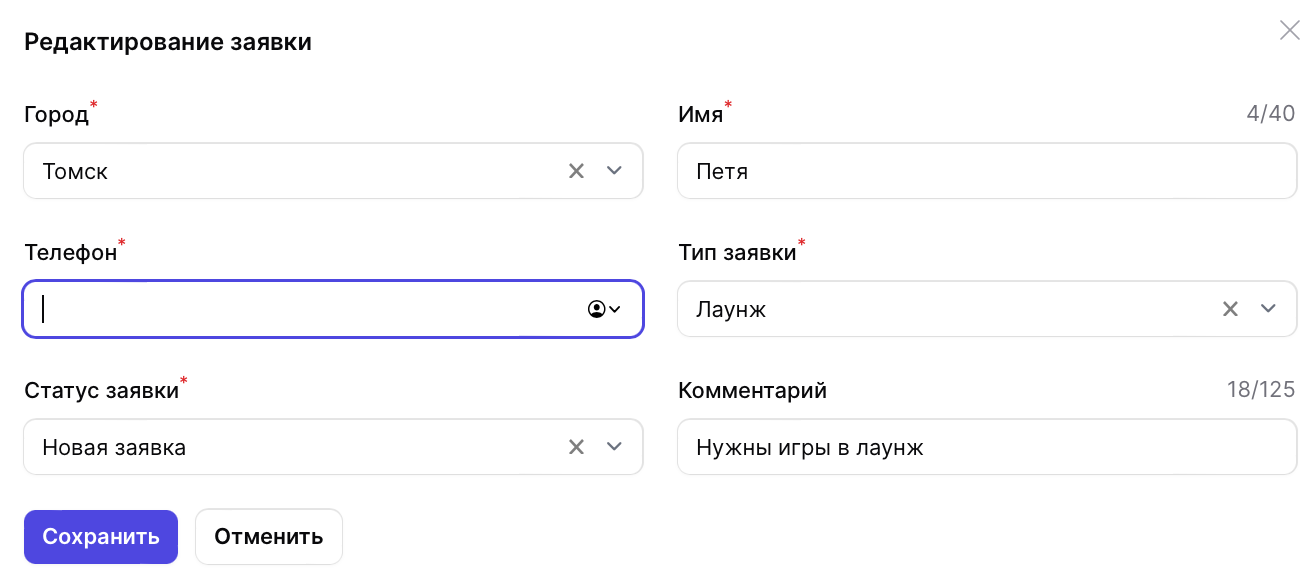 Редактирование заявки
Город*
Имя*
4/40
Томск
Петя
Телефон*
Тип заявки*
Лаунж
Статус заявки*
Комментарий
18/125
Новая заявка
Нужны игры в лаунж
Сохранить
Отменить